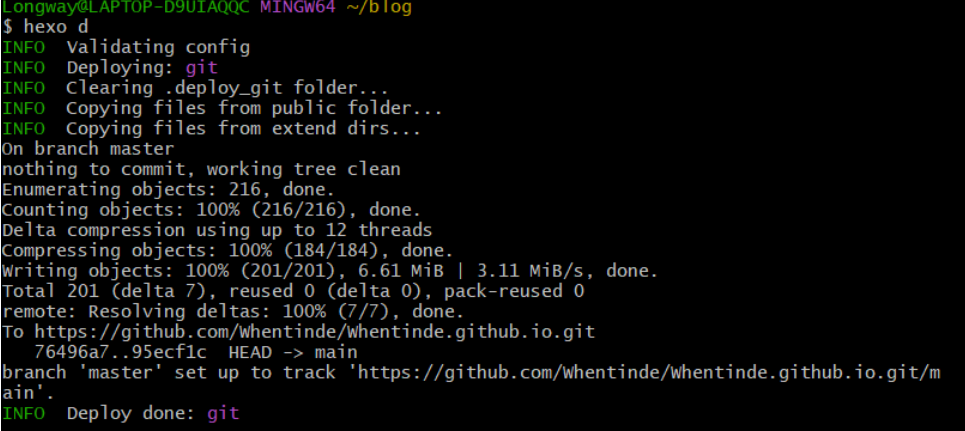 Longway@LAPTOP-D9UIAQQC MINGW64 ~/blog
$ hexo d
INFO  Validating config
INFO  Deploying: git
INFO  Clearing .deploy_git folder...
INFO  Copying files from public folder...
INFO  Copying files from extend dirs...
On branch master
nothing to commit, working tree clean
Enumerating objects: 216, done.
Counting objects: 100% (216/216), done.
Delta compression using up to 12 threads
Compressing objects: 100% (184/184), done.
Writing objects: 100% (201/201), 6.61 MiB | 3.11 MiB/s, done.
Total 201 (delta 7), reused 0 (delta 0), pack-reused 0
remote: Resolving deltas: 100% (7/7), done.
To https://github.com/Whentinde/Whentinde.github.io.git
   76496a7..95ecf1c  HEAD -> main
branch 'master' set up to track 'https://github.com/Whentinde/Whentinde.github.io.git/m
ain'.
INFO  Deploy done: git